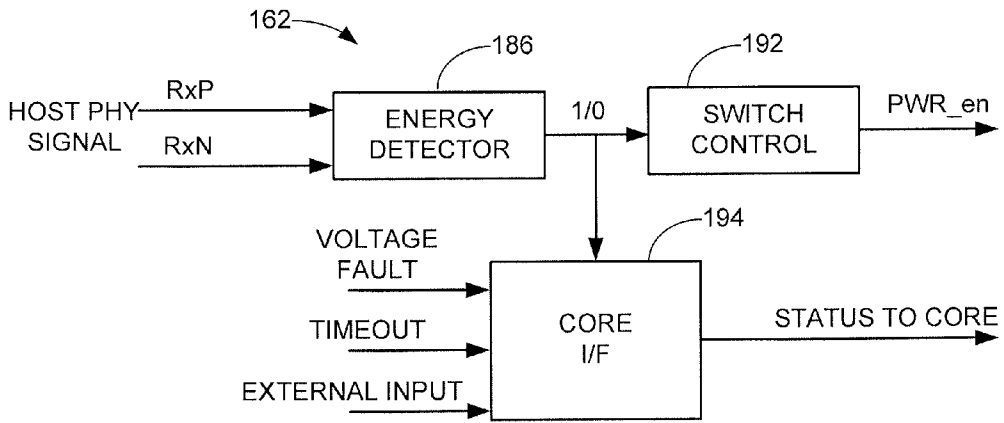 162
186
192
HOST PHY
SIGNAL
RxP
RxN
ENERGY
DETECTOR
1/0
SWITCH
CONTROL
PWR_en
194
VOLTAGE
FAULT
TIMEOUT
EXTERNAL INPUT
CORE
I/F
STATUS TO CORE